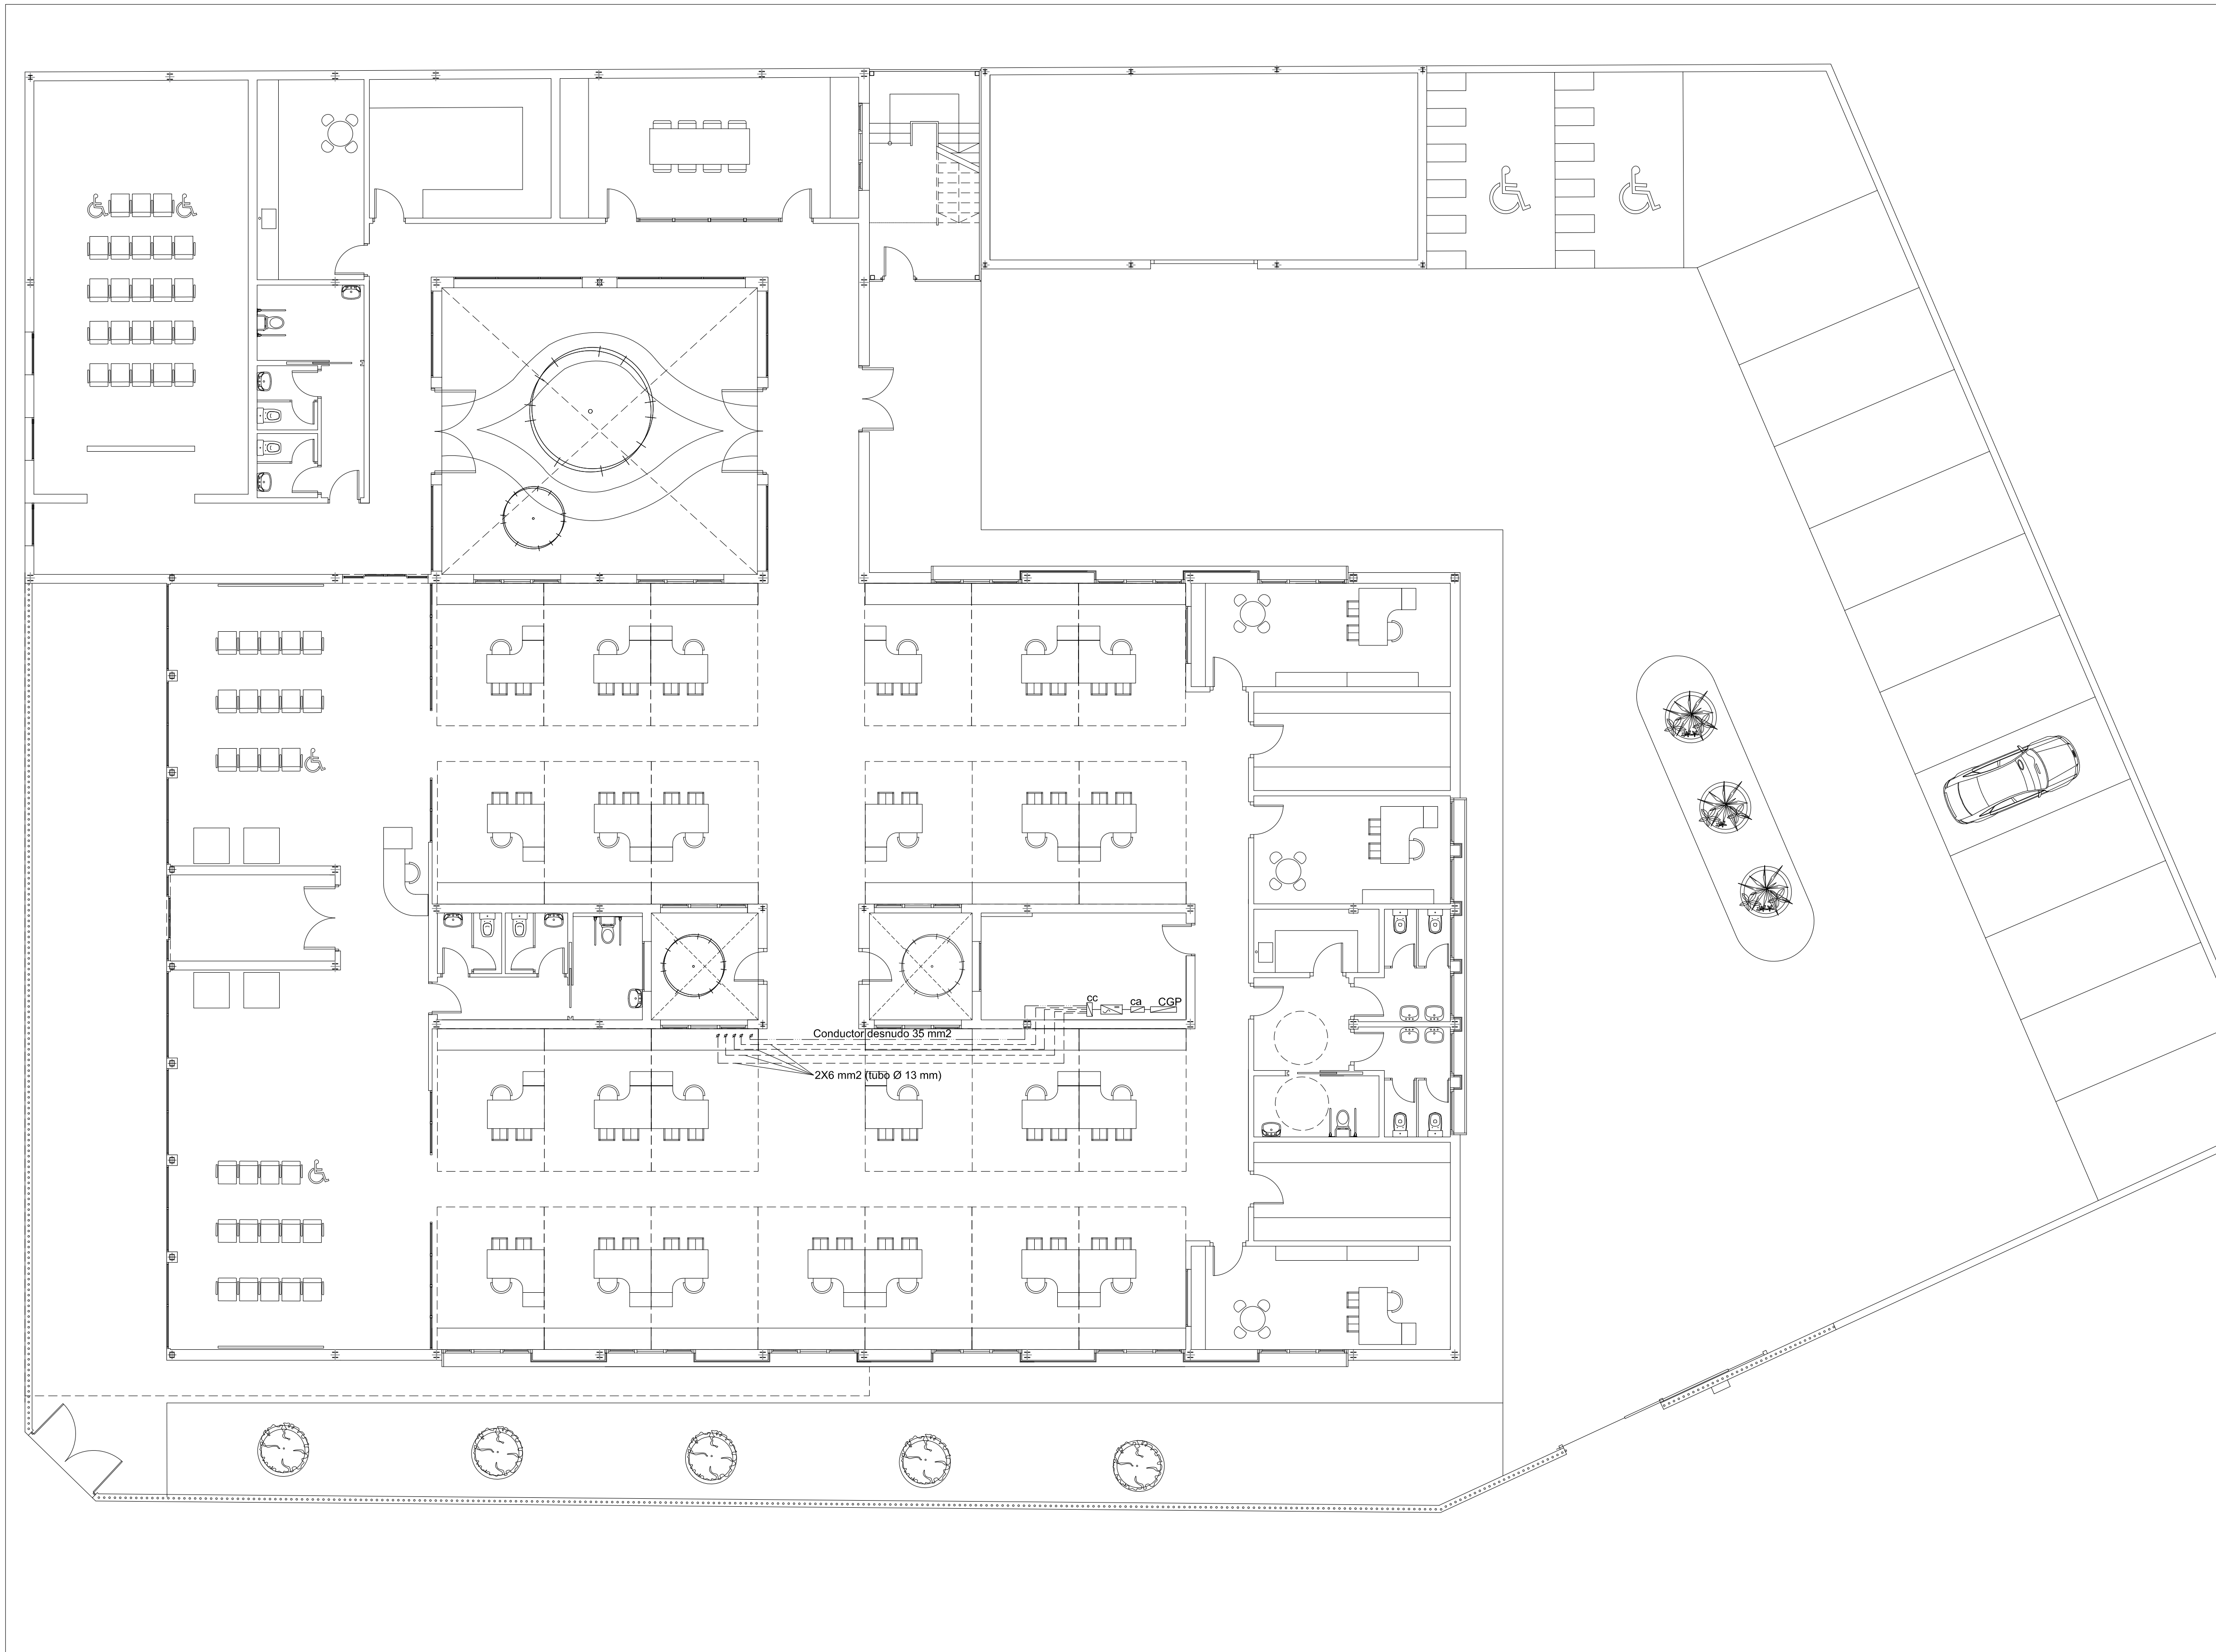 cc
ca
CGP
Conductor desnudo 35 mm2
2X6 mm2 (tubo Ø 13 mm)